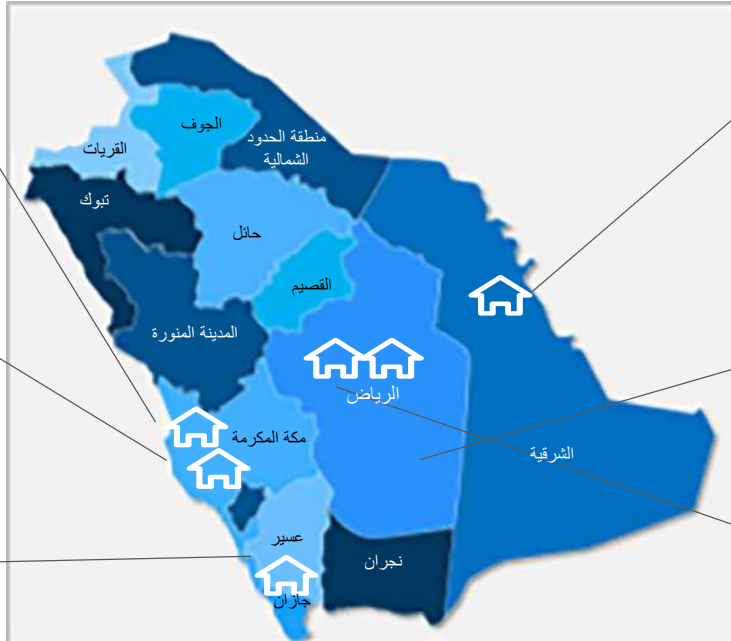 الجوف
منطقة الحدود
الشمالية
القريات
تبوك
حائل
القصيم
المدينة المنورة
الرياض
مكة المكرمة
الشرقية
عسير
نجران
جازان